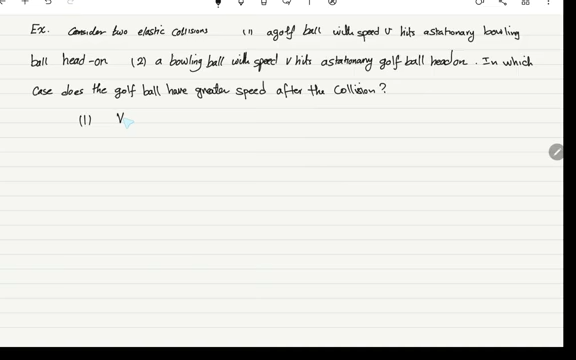 Ex. Consider two elastic collisions (1) a golf ball with speed v hits a stationary bowling
ball head-on (2) a bowling ball with speed v hits a stationary golf ball head on. In which
case does the golf ball have greater speed after the collision?
(1) V